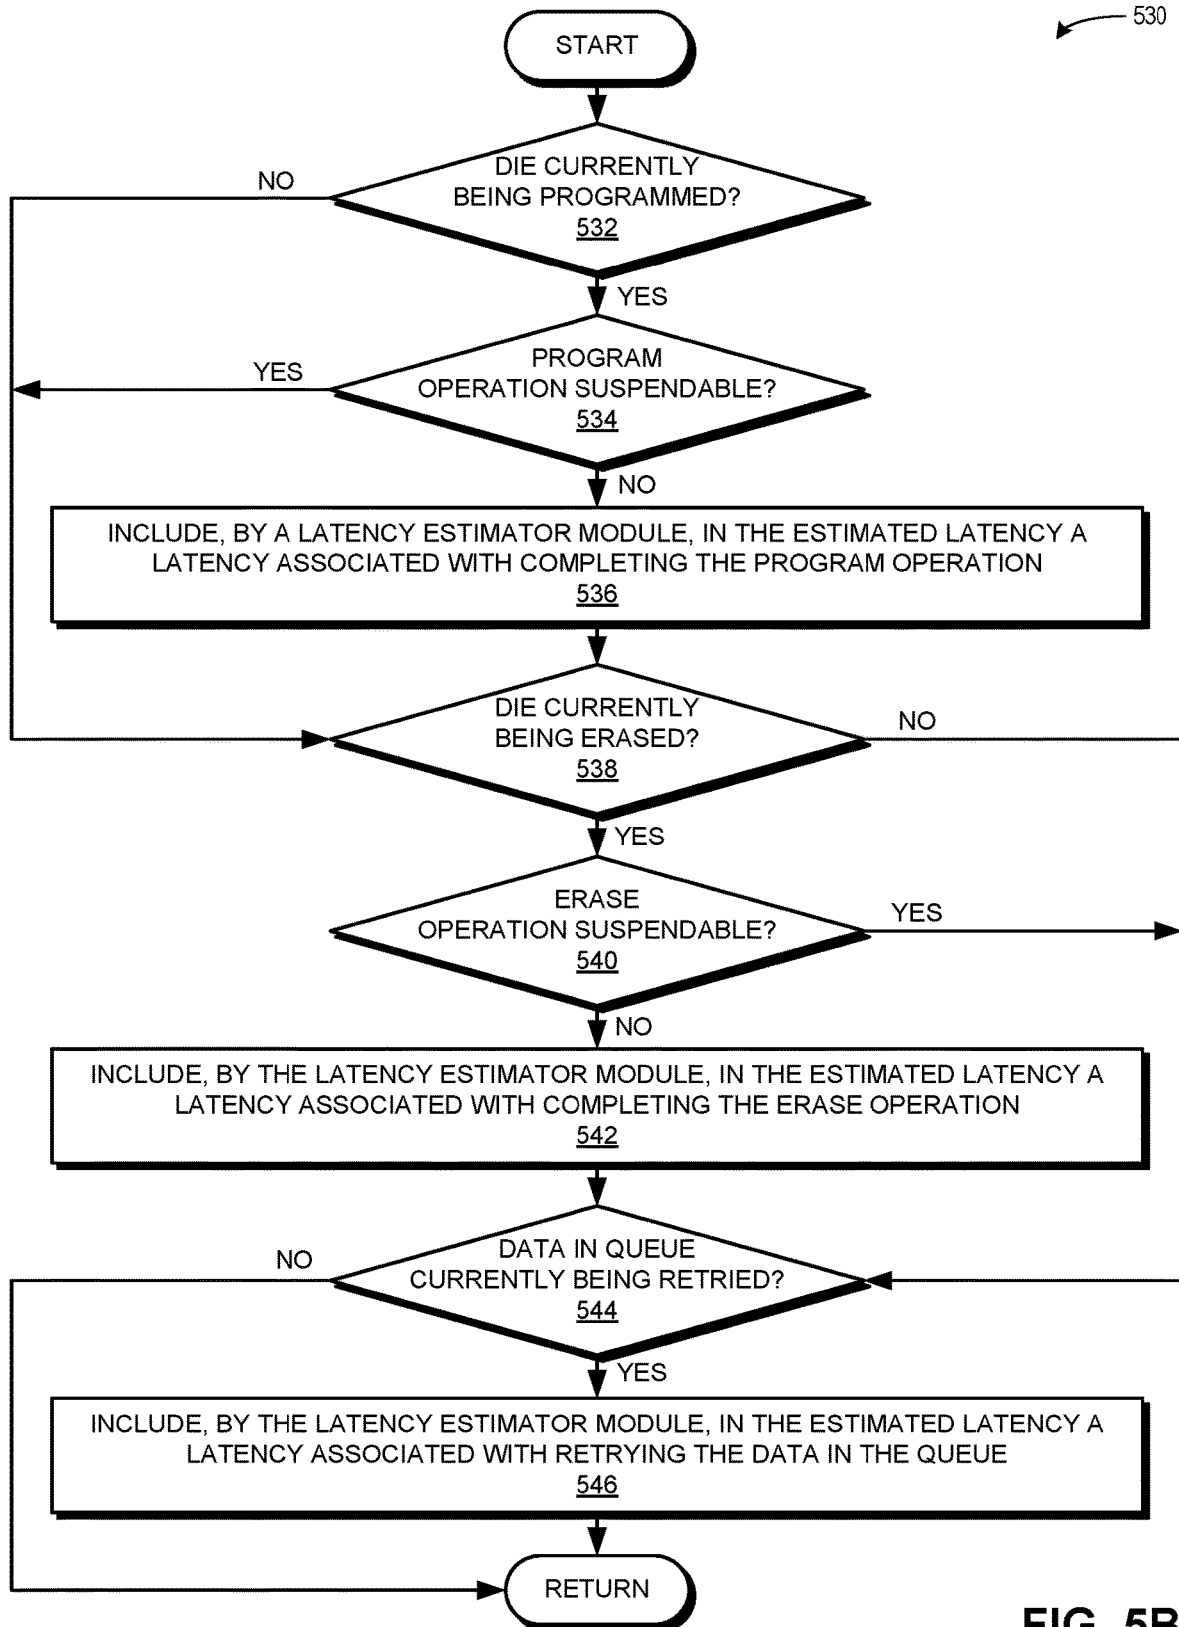 530
START
DIE CURRENTLY
BEING PROGRAMMED?
532
NO
YES
PROGRAM
OPERATION SUSPENDABLE?
534
YES
NO
INCLUDE, BY A LATENCY ESTIMATOR MODULE, IN THE ESTIMATED LATENCY A
LATENCY ASSOCIATED WITH COMPLETING THE PROGRAM OPERATION
536
DIE CURRENTLY
BEING ERASED?
538
NO
YES
ERASE
OPERATION SUSPENDABLE?
540
YES
NO
INCLUDE, BY THE LATENCY ESTIMATOR MODULE, IN THE ESTIMATED LATENCY A
LATENCY ASSOCIATED WITH COMPLETING THE ERASE OPERATION
542
DATA IN QUEUE
CURRENTLY BEING RETRIED?
544
NO
YES
INCLUDE, BY THE LATENCY ESTIMATOR MODULE, IN THE ESTIMATED LATENCY A
LATENCY ASSOCIATED WITH RETRYING THE DATA IN THE QUEUE
546
RETURN
FIG. 5B